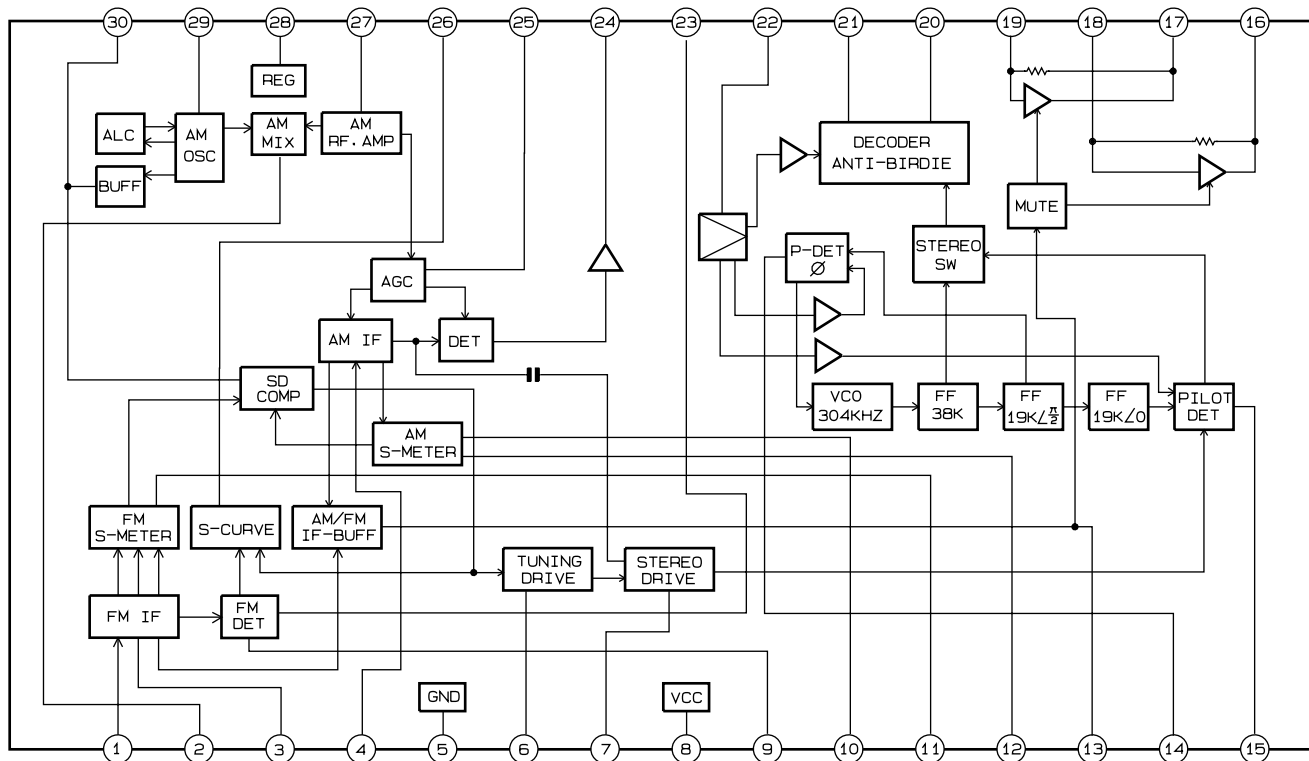 30 29 28 27 26 25 24 23 22 21 20 19 18 17 16
REG
ALC
AM
OSC
AM
MIX
AM
RF. AMP
BUFF
DECODER
ANTI-BIRDIE
MUTE
P-DET
Ø
STEREO
SW
AGC
AM IF
DET
SD
COMP
VCO
304KHZ
FF
38K
FF
19K∠π/2
FF
19K∠0
PILOT
DET
AM
S-METER
FM
S-METER
S-CURVE
AM/FM
IF-BUFF
TUNING
DRIVE
STEREO
DRIVE
FM IF
FM
DET
GND
VCC
1 2 3 4 5 6 7 8 9 10 11 12 13 14 15